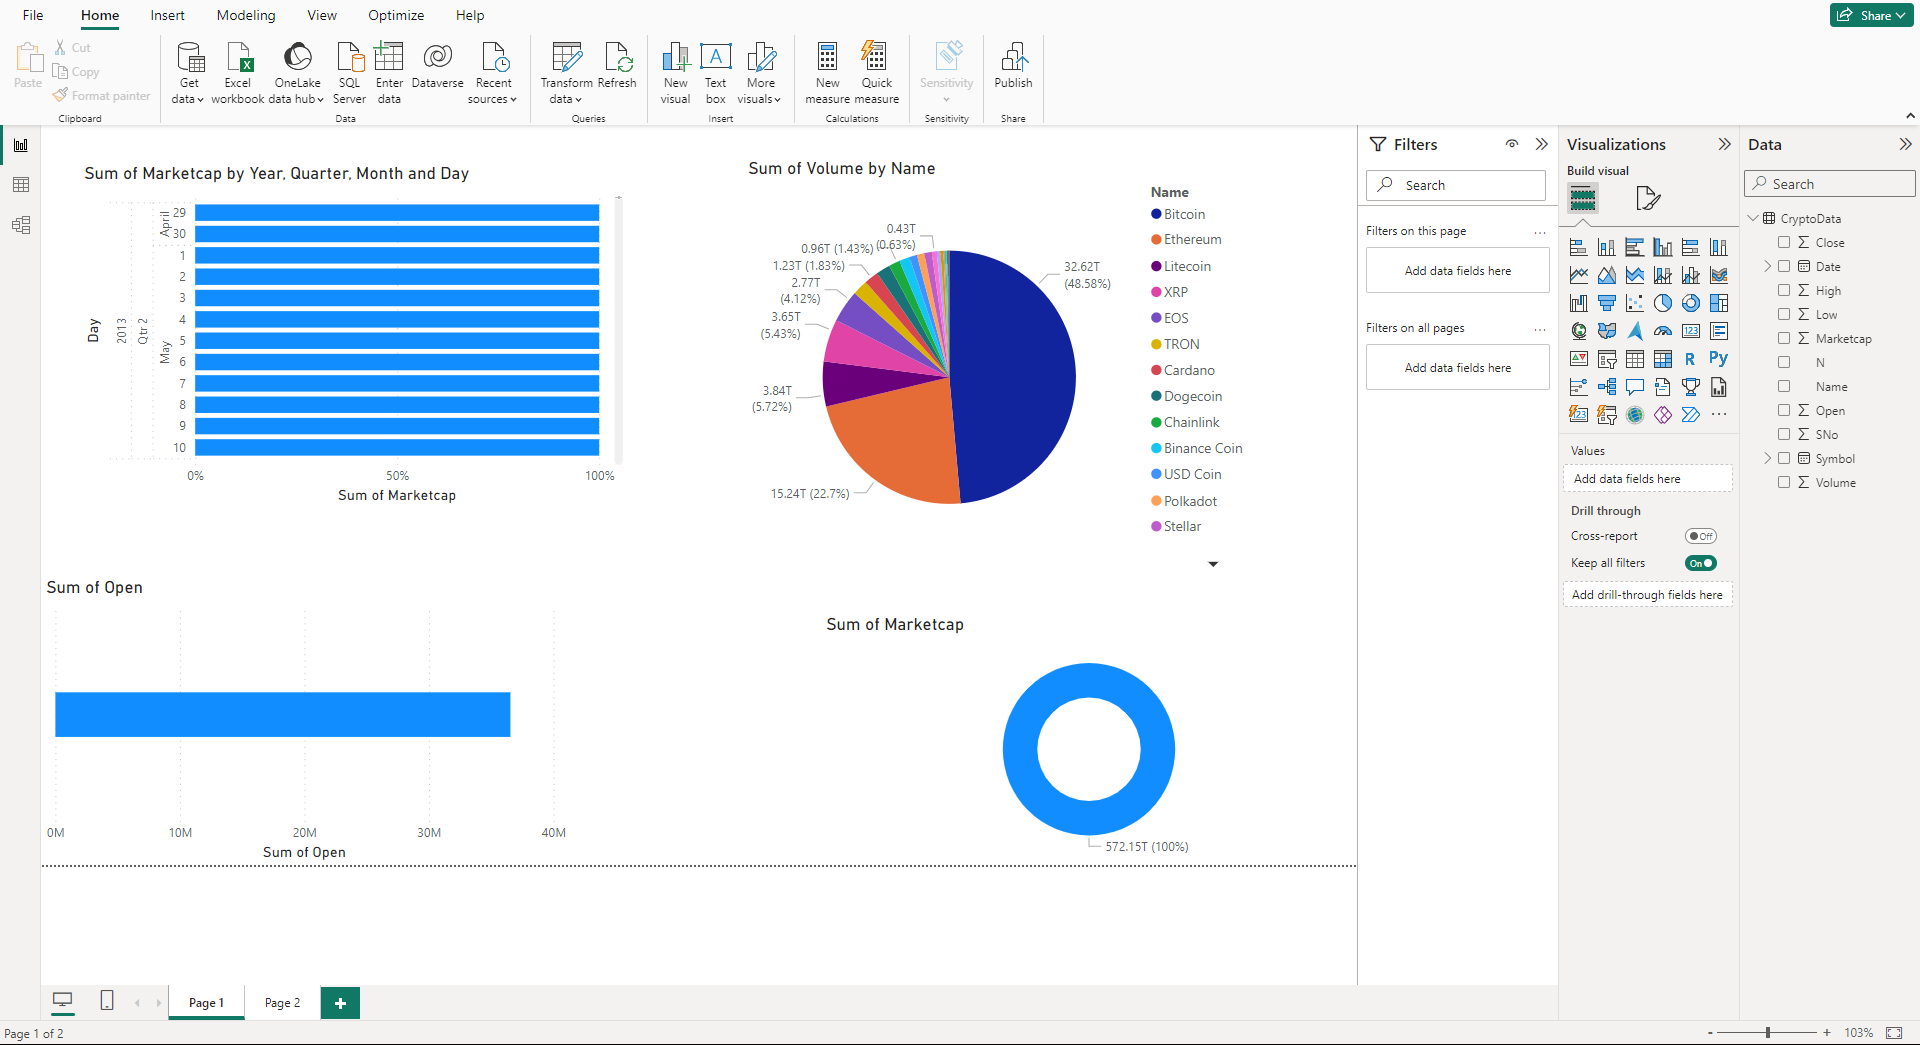 File Home Insert Modeling View Optimize Help
Share
Paste
Cut
Copy
Format painter
Clipboard
Get data
Excel workbook
OneLake data hub
SQL Server
Enter data
Dataverse
Recent sources
Data
Transform data
Refresh
Queries
New visual
Text box
More visuals
Insert
New measure
Quick measure
Calculations
Sensitivity
Sensitivity
Publish
Share
Sum of Marketcap by Year, Quarter, Month and Day
Day
2013
Qtr 2
April
May
29
30
1
2
3
4
5
6
7
8
9
10
0% 50% 100%
Sum of Marketcap
Sum of Volume by Name
0.43T
(0.63%)
0.96T (1.43%)
1.23T (1.83%)
2.77T
(4.12%)
3.65T
(5.43%)
3.84T
(5.72%)
15.24T (22.7%)
32.62T
(48.58%)
Name
Bitcoin
Ethereum
Litecoin
XRP
EOS
TRON
Cardano
Dogecoin
Chainlink
Binance Coin
USD Coin
Polkadot
Stellar
Sum of Open
0M 10M 20M 30M 40M
Sum of Open
Sum of Marketcap
572.15T (100%)
Filters
Search
Filters on this page
Add data fields here
Filters on all pages
Add data fields here
Visualizations
Build visual
123
R
Py
123
Values
Add data fields here
Drill through
Cross-report Off
Keep all filters On
Add drill-through fields here
Data
Search
CryptoData
Close
Date
High
Low
Marketcap
N
Name
Open
SNo
Symbol
Volume
Page 1 Page 2 +
Page 1 of 2
- + 103%